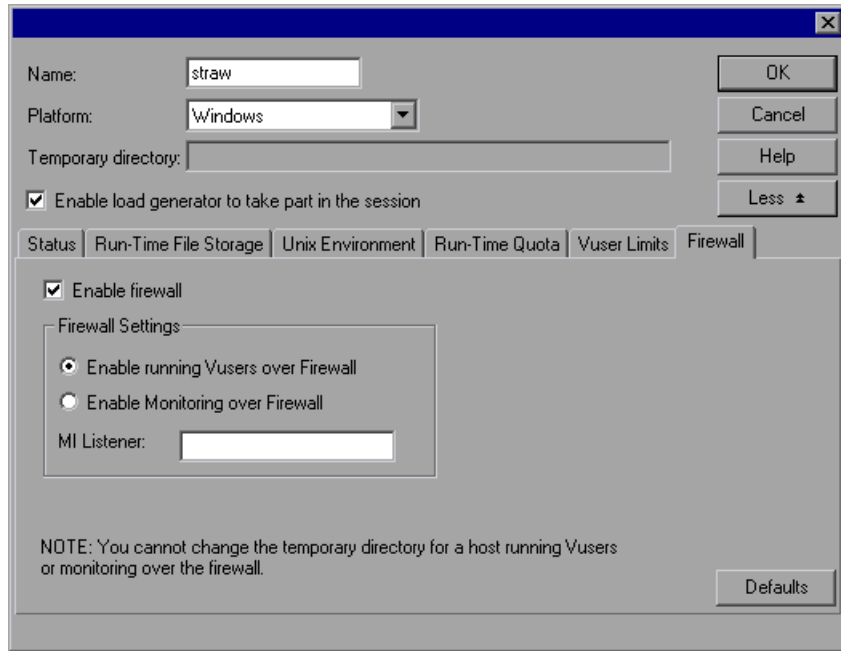 Name:
straw
OK
Platform:
Windows
Cancel
Temporary directory:
Help
Enable load generator to take part in the session
Less
Status
Run-Time File Storage
Unix Environment
Run-Time Quota
Vuser Limits
Firewall
Enable firewall
Firewall Settings
Enable running Vusers over Firewall
Enable Monitoring over Firewall
MI Listener:
NOTE: You cannot change the temporary directory for a host running Vusers
or monitoring over the firewall.
Defaults